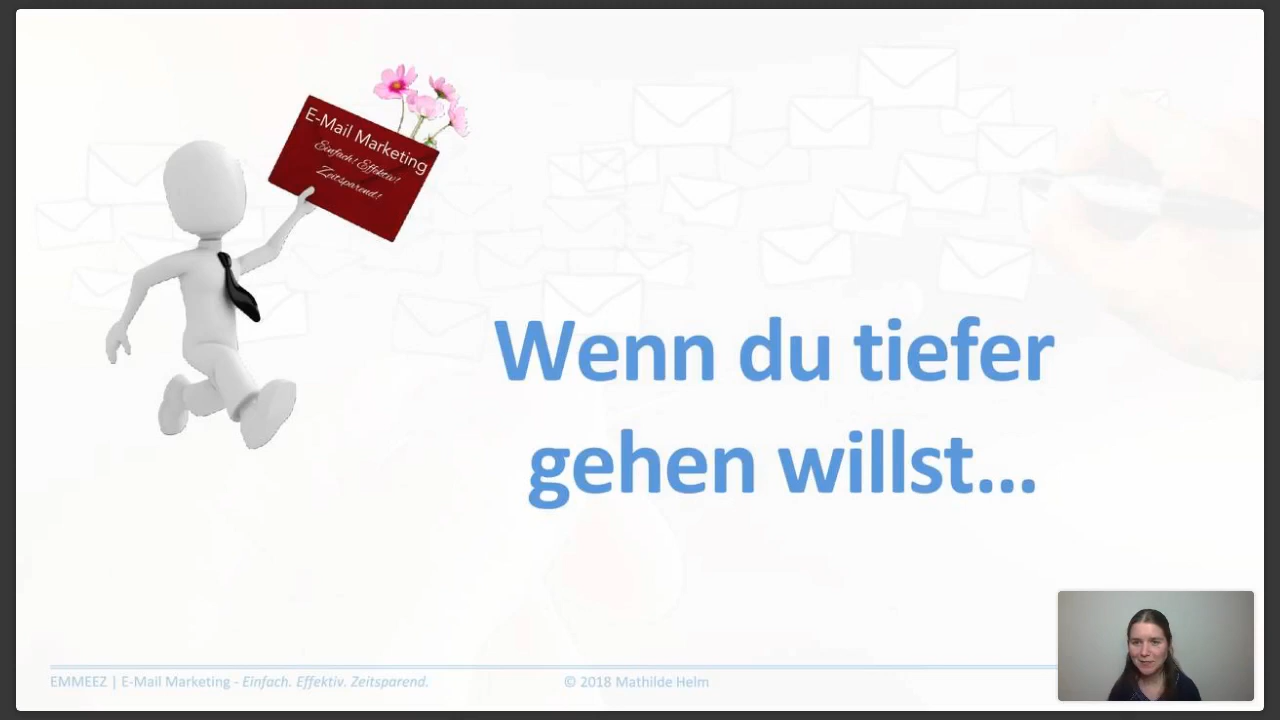 E-Mail Marketing
Einfach! Effektiv!
Zeitsparend!
Wenn du tiefer
gehen willst...
EMMEEZ | E-Mail Marketing - Einfach. Effektiv. Zeitsparend.
© 2018 Mathilde Helm